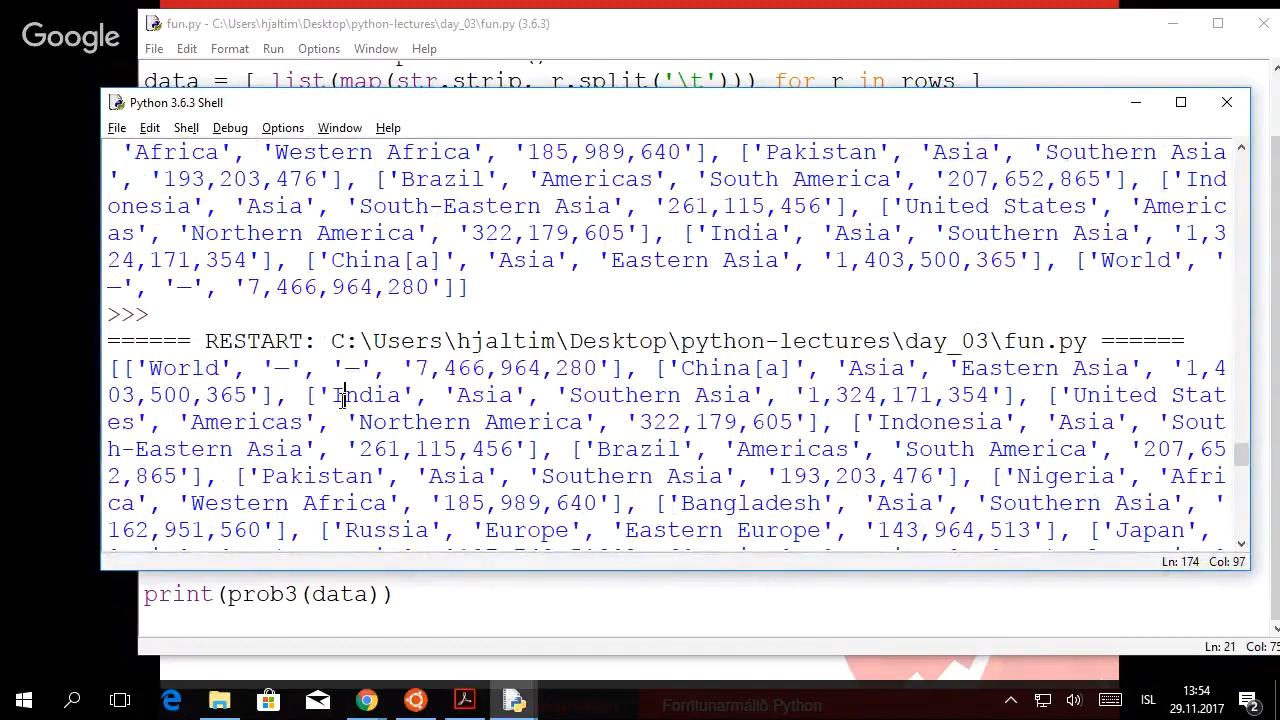 Google
fun.py - C:\Users\hjaltim\Desktop\python-lectures\day_03\fun.py (3.6.3)
File Edit Format Run Options Window Help
data = [ list(map(str.strip, r.split('\t'))) for r in rows ]
Python 3.6.3 Shell
File Edit Shell Debug Options Window Help
'Africa', 'Western Africa', '185,989,640'], ['Pakistan', 'Asia', 'Southern Asia
', '193,203,476'], ['Brazil', 'Americas', 'South America', '207,652,865'], ['Ind
onesia', 'Asia', 'South-Eastern Asia', '261,115,456'], ['United States', 'Americ
as', 'Northern America', '322,179,605'], ['India', 'Asia', 'Southern Asia', '1,3
24,171,354'], ['China[a]', 'Asia', 'Eastern Asia', '1,403,500,365'], ['World', '
—', '—', '7,466,964,280']]
>>>
====== RESTART: C:\Users\hjaltim\Desktop\python-lectures\day_03\fun.py ======
[['World', '—', '—', '7,466,964,280'], ['China[a]', 'Asia', 'Eastern Asia', '1,4
03,500,365'], ['India', 'Asia', 'Southern Asia', '1,324,171,354'], ['United Stat
es', 'Americas', 'Northern America', '322,179,605'], ['Indonesia', 'Asia', 'Sout
h-Eastern Asia', '261,115,456'], ['Brazil', 'Americas', 'South America', '207,65
2,865'], ['Pakistan', 'Asia', 'Southern Asia', '193,203,476'], ['Nigeria', 'Afri
ca', 'Western Africa', '185,989,640'], ['Bangladesh', 'Asia', 'Southern Asia', '
162,951,560'], ['Russia', 'Europe', 'Eastern Europe', '143,964,513'], ['Japan',
Ln: 174 Col: 97
print(prob3(data))
Ln: 21 Col: 75
Forritunarmálið Python
ISL
13:54
29.11.2017
2